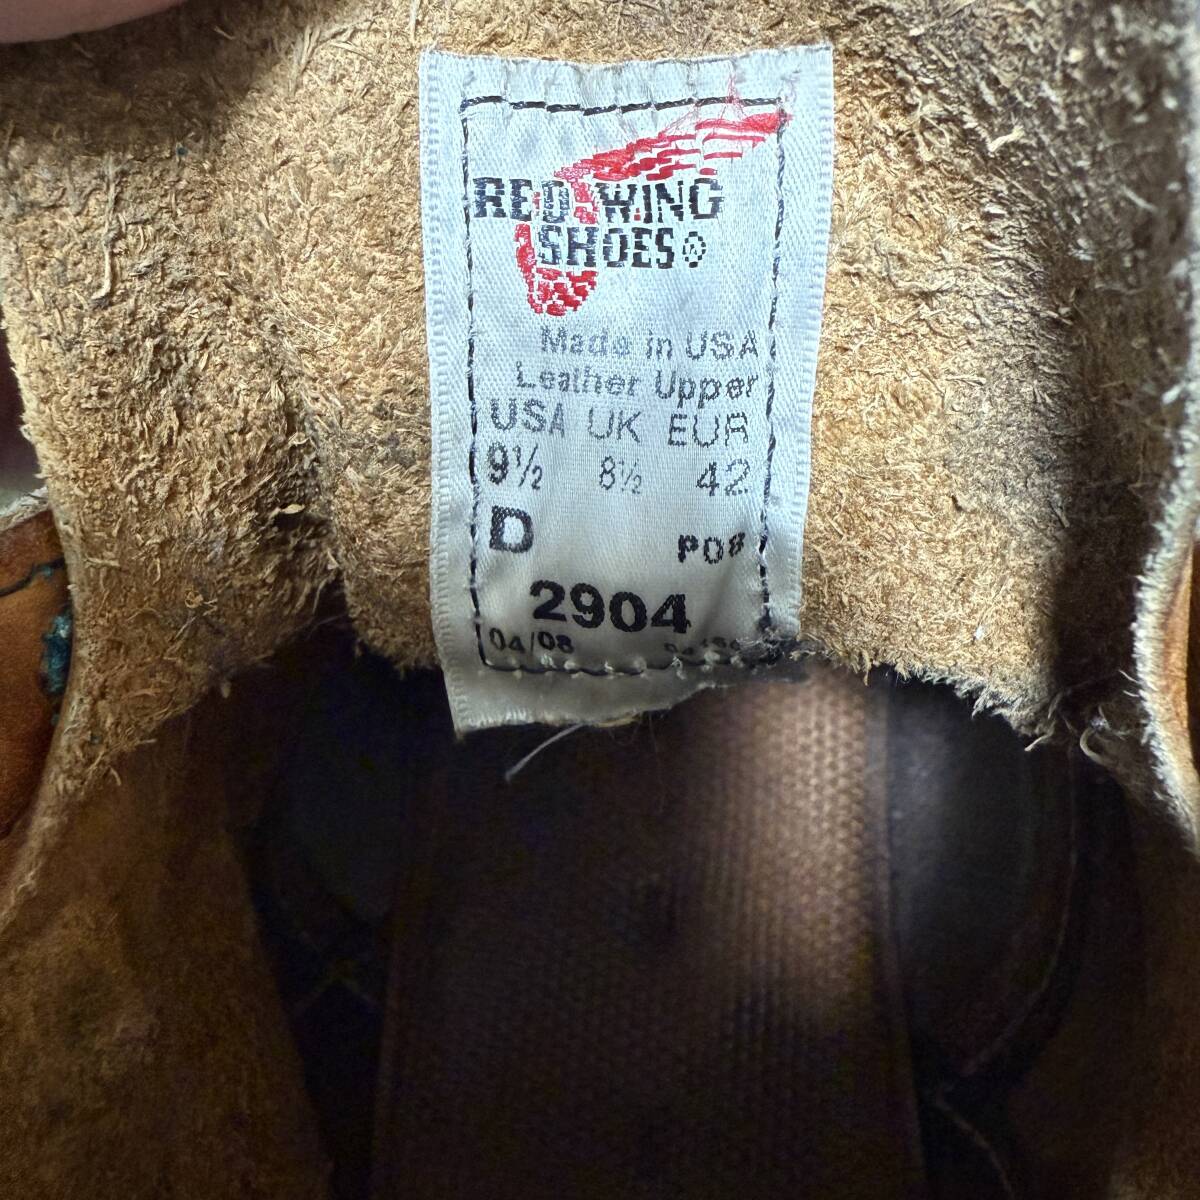 RED WING
SHOES®
Made in USA
Leather Upper
USA UK EUR
9½ 8½ 42
D P08
2904
04/08